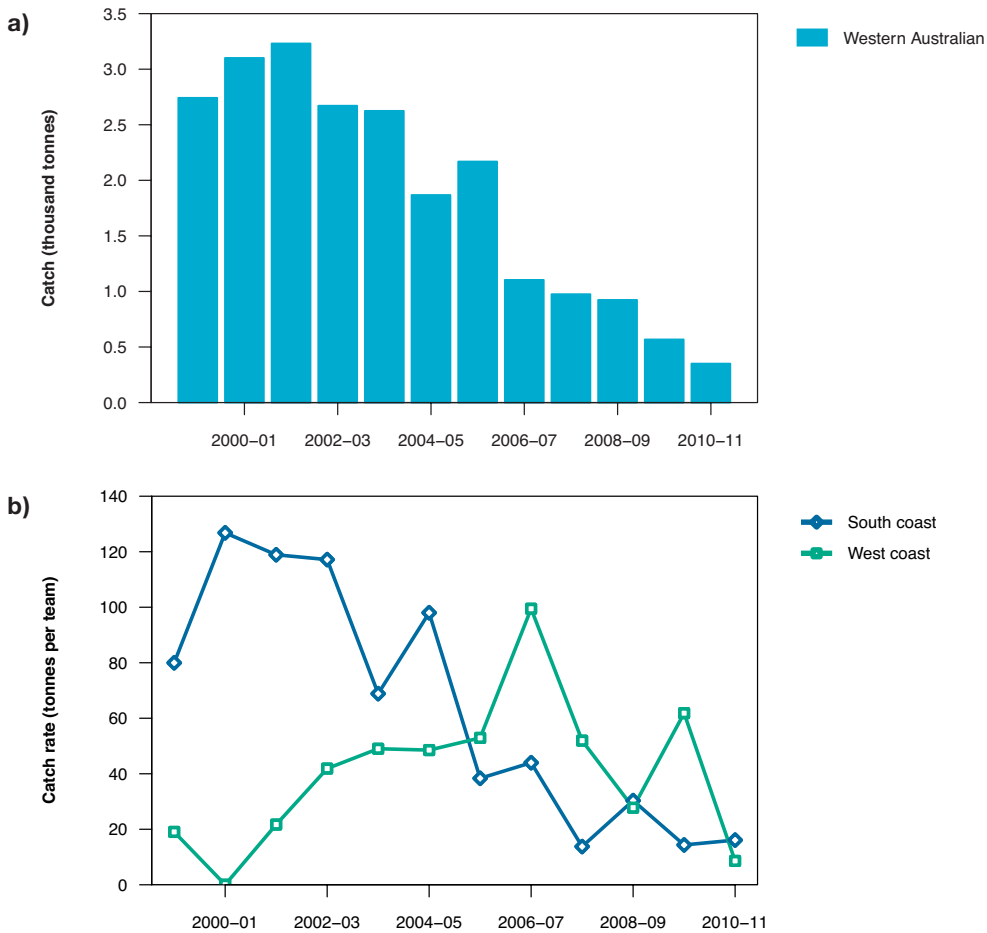 a)
3.5
3.0
2.5
2.0
1.5
1.0
0.5
0.0
Catch (thousand tonnes)
Western Australian
2000–01 2002–03 2004–05 2006–07 2008–09 2010–11
b)
140
120
100
80
60
40
20
0
Catch rate (tonnes per team)
South coast
West coast
2000–01 2002–03 2004–05 2006–07 2008–09 2010–11